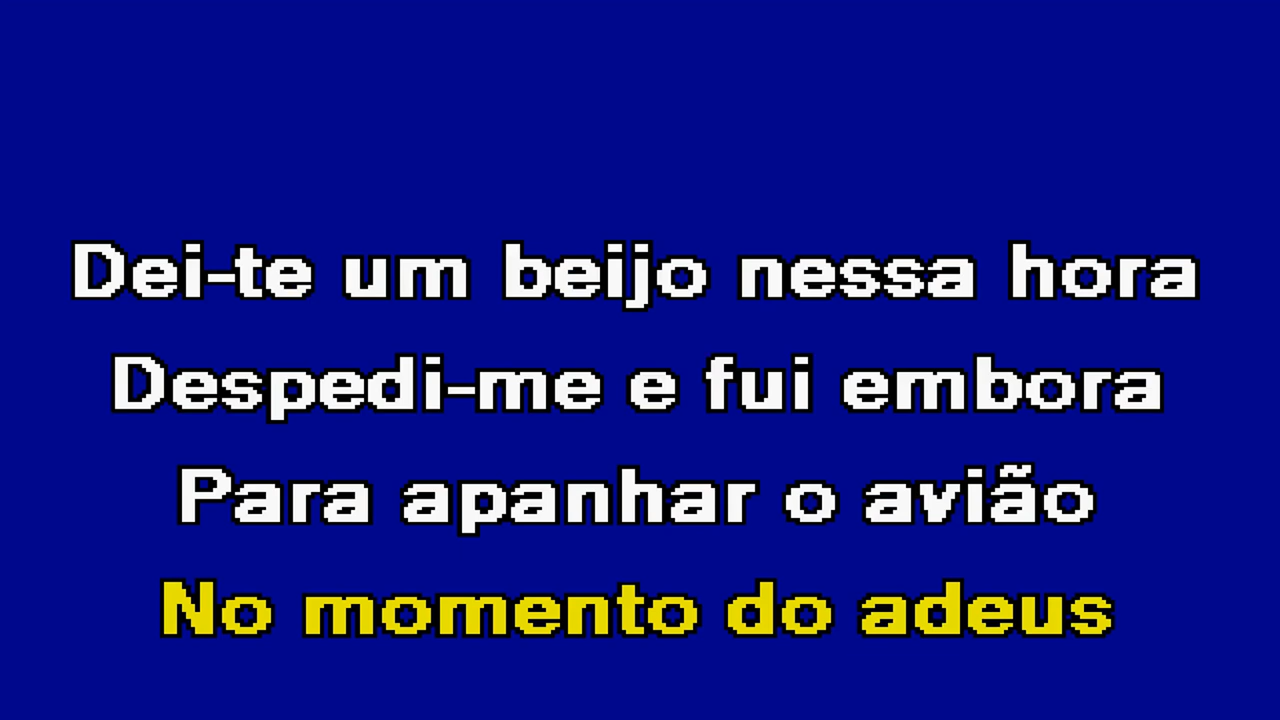 Dei-te um beijo nessa hora
Despedi-me e fui embora
Para apanhar o avião
No momento do adeus